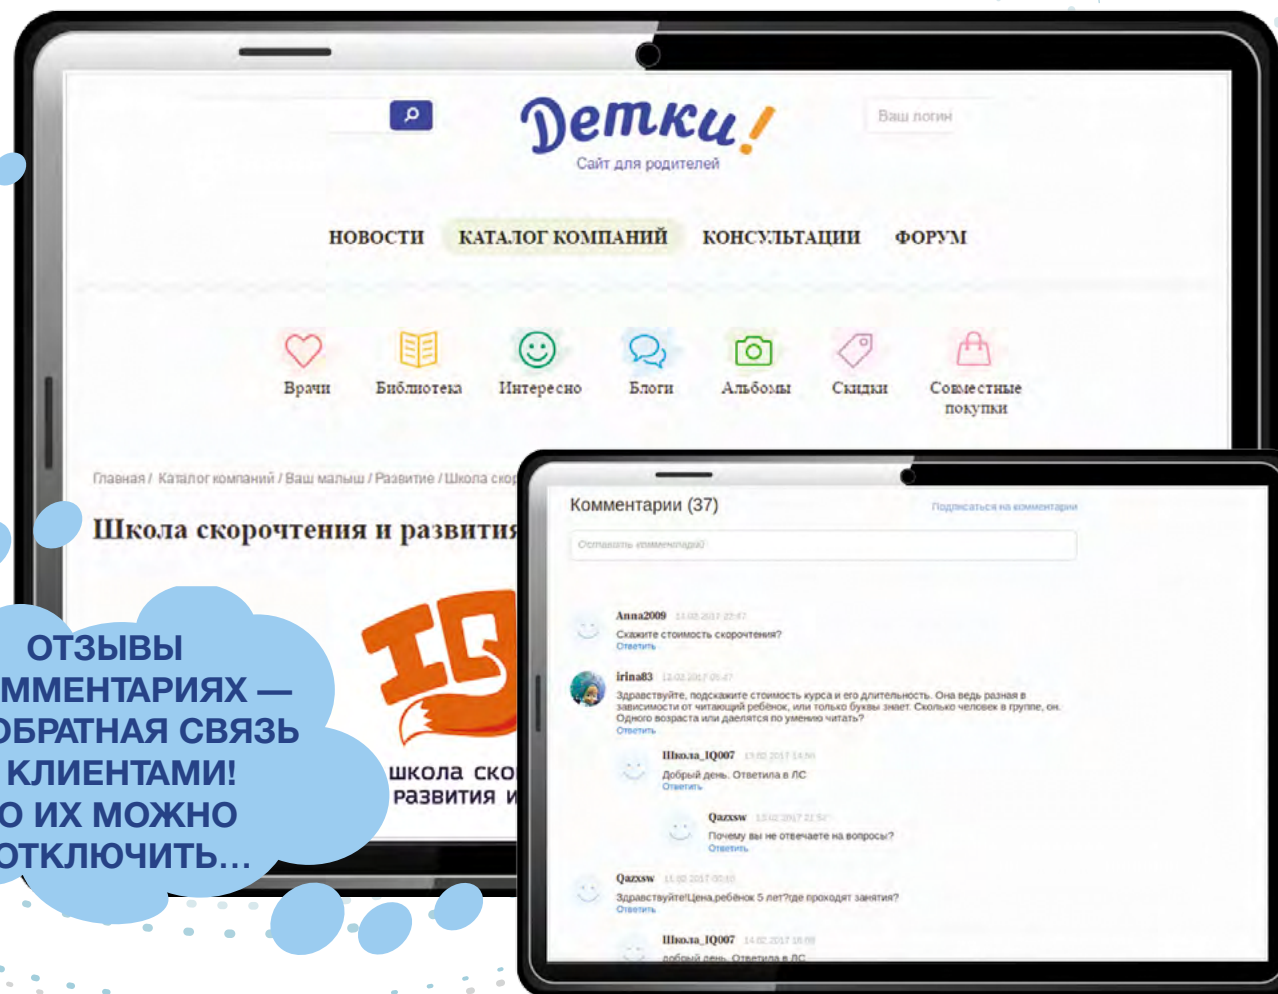 Детки!
Сайт для родителей
Ваш логин
НОВОСТИ КАТАЛОГ КОМПАНИЙ КОНСУЛЬТАЦИИ ФОРУМ
Врачи Библиотека Интересно Блоги Альбомы Скидки Совместные
покупки
Главная / Каталог компаний / Ваш малыш / Развитие / Школа
Школа скорочтения и развития
ШКОЛА
РАЗВИТИЯ И
ОТЗЫВЫ
—
ОБРАТНАЯ СВЯЗЬ
КЛИЕНТАМИ!
ИХ МОЖНО
ОТКЛЮЧИТЬ...
Комментарии (37)
Подписаться на комментарии
Оставить комментарий
Anna2009
Скажите стоимость скорочтения?
Ответить
irina83
Здравствуйте, подскажите стоимость курса и его длительность. Она ведь разная в
зависимости от читающий ребёнок, или только буквы знает. Сколько человек в группе, он.
Одного возраста или даелятся по умению читать?
Ответить
Школа_IQ007
Добрый день. Ответила в ЛС
Ответить
Qazxsw
Почему вы не отвечаете на вопросы?
Ответить
Qazxsw
Здравствуйте!Цена,ребёнок 5 лет?где проходят занятия?
Ответить
Школа_IQ007
добрый день. Ответила в ЛС